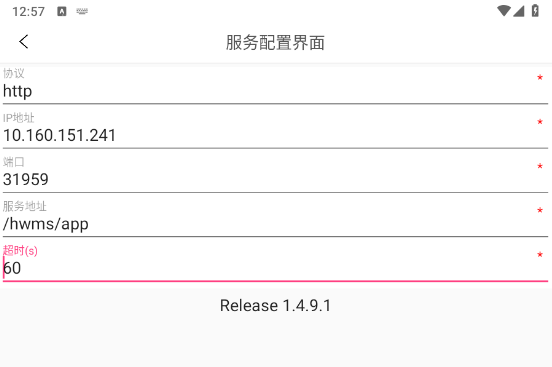 12:57
服务配置界面
协议
http
*
IP地址
10.160.151.241
*
端口
31959
*
服务地址
/hwms/app
*
超时(s)
60
*
Release 1.4.9.1